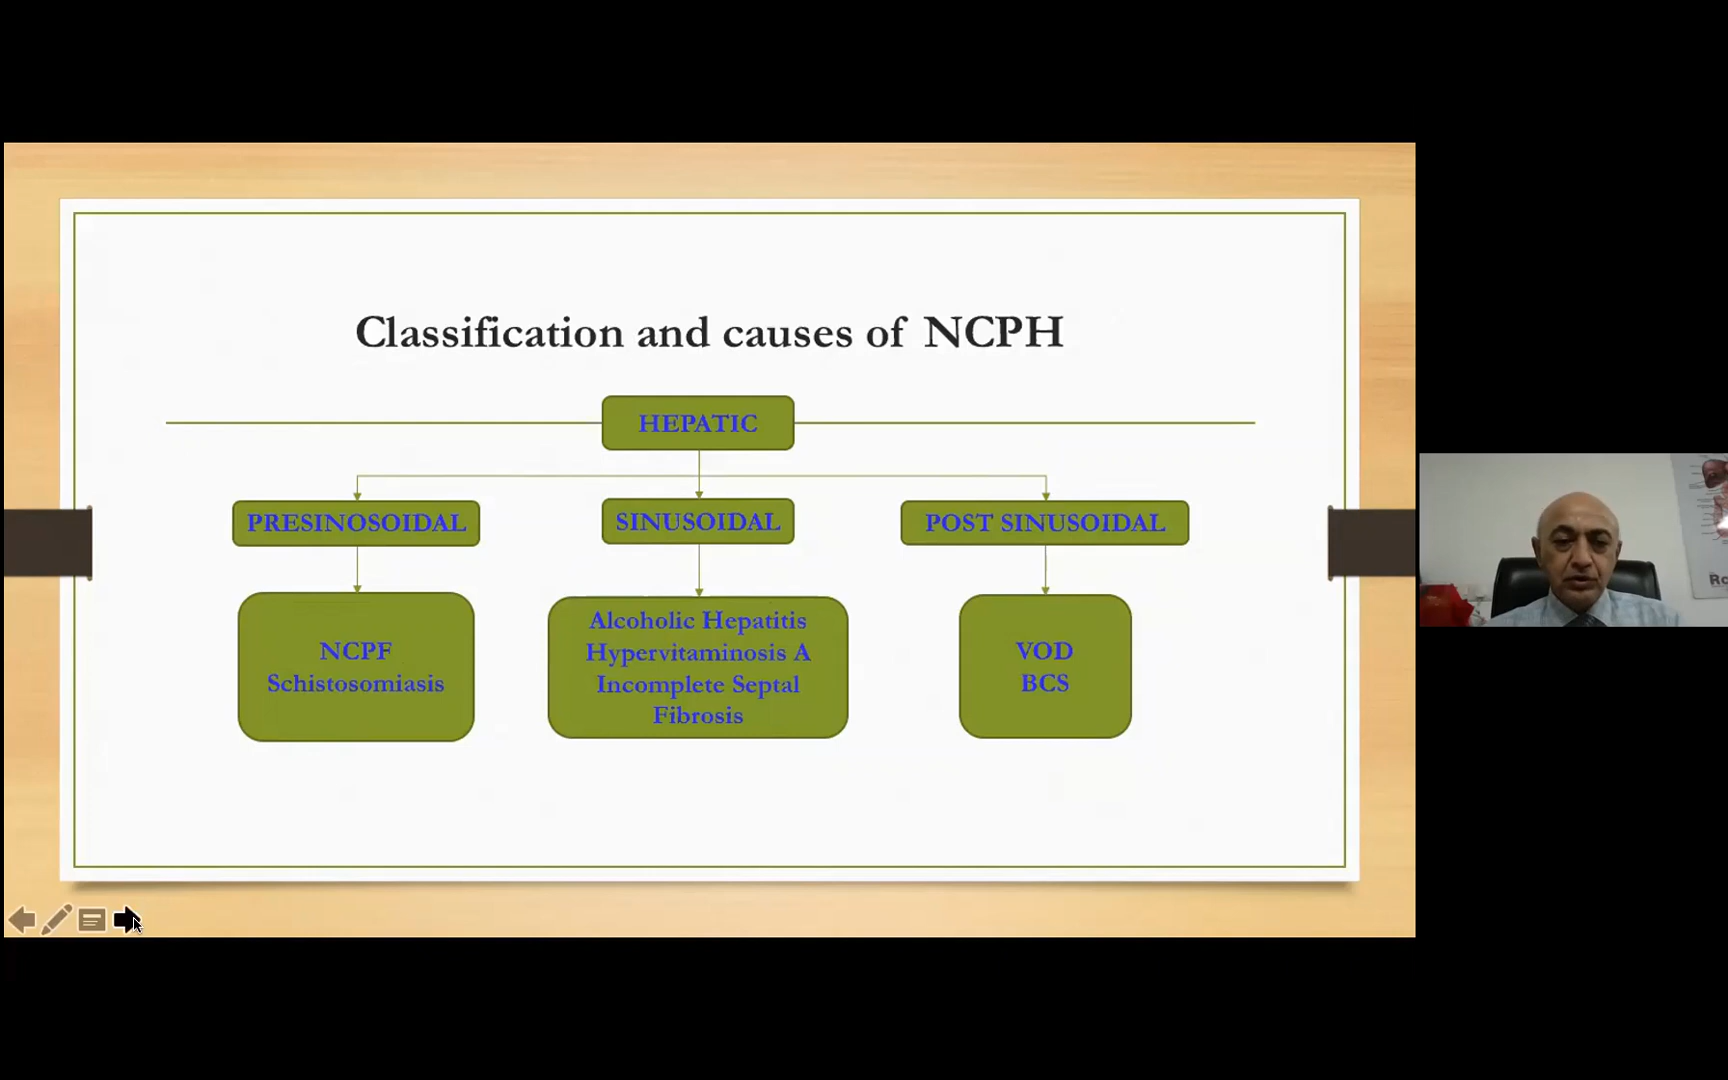 Classification and causes of NCPH
HEPATIC
PRESINOSOIDAL
SINUSOIDAL
POST SINUSOIDAL
NCPF
Schistosomiasis
Alcoholic Hepatitis
Hypervitaminosis A
Incomplete Septal
Fibrosis
VOD
BCS
Ro